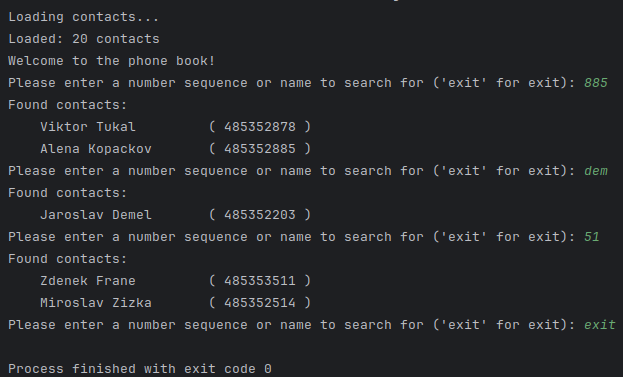 Loading contacts...
Loaded: 20 contacts
Welcome to the phone book!
Please enter a number sequence or name to search for ('exit' for exit): 885
Found contacts:
    Viktor Tukal         ( 485352878 )
    Alena Kopackov       ( 485352885 )
Please enter a number sequence or name to search for ('exit' for exit): dem
Found contacts:
    Jaroslav Demel       ( 485352203 )
Please enter a number sequence or name to search for ('exit' for exit): 51
Found contacts:
    Zdenek Frane         ( 485353511 )
    Miroslav Zizka       ( 485352514 )
Please enter a number sequence or name to search for ('exit' for exit): exit

Process finished with exit code 0